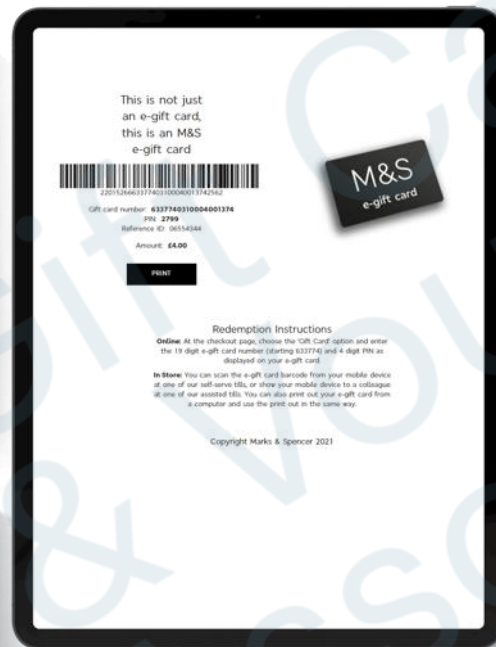 This is not just
an e-gift card,
this is an M&S
e-gift card
M&S
e-gift card
Gift card number: 6337740310004001374
PIN: 2799
Reference ID: 06554344
Amount: £4.00
PRINT
Redemption Instructions
Online: At the checkout page, choose the 'Gift Card' option and enter
the 19 digit e-gift card number (starting 633774) and 4 digit PIN as
displayed on your e-gift card.
In Store: You can scan the e-gift card barcode from your mobile device
at one of our self-serve tills, or show your mobile device to a colleague
at one of our assisted tills. You can also print out your e-gift card from
a computer and use the print out in the same way.
Copyright Marks & Spencer 2021